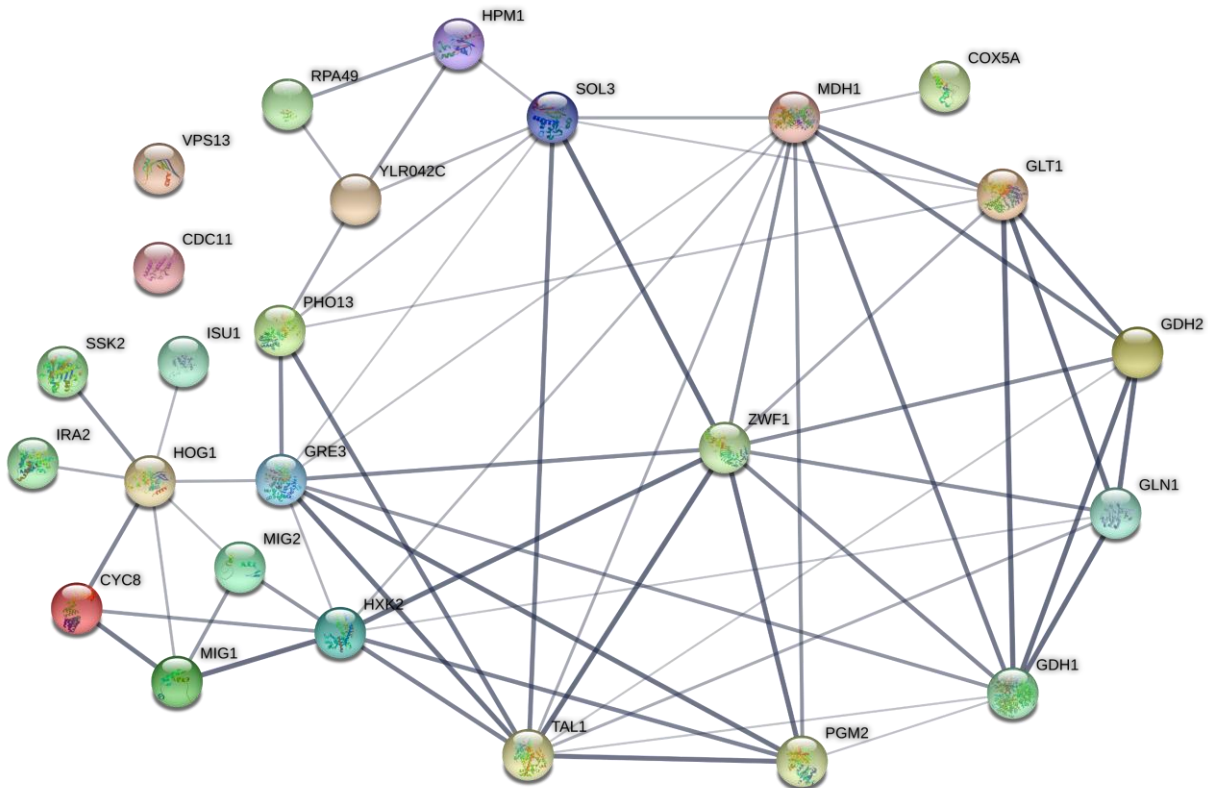 HPM1
COX5A
RPA49
SOL3
MDH1
VPS13
YLR042C
GLT1
CDC11
PHO13
GDH2
SSK2
ISU1
ZWF1
IRA2
HOG1
GRE3
GLN1
MIG2
CYC8
HXK2
MIG1
GDH1
TAL1
PGM2